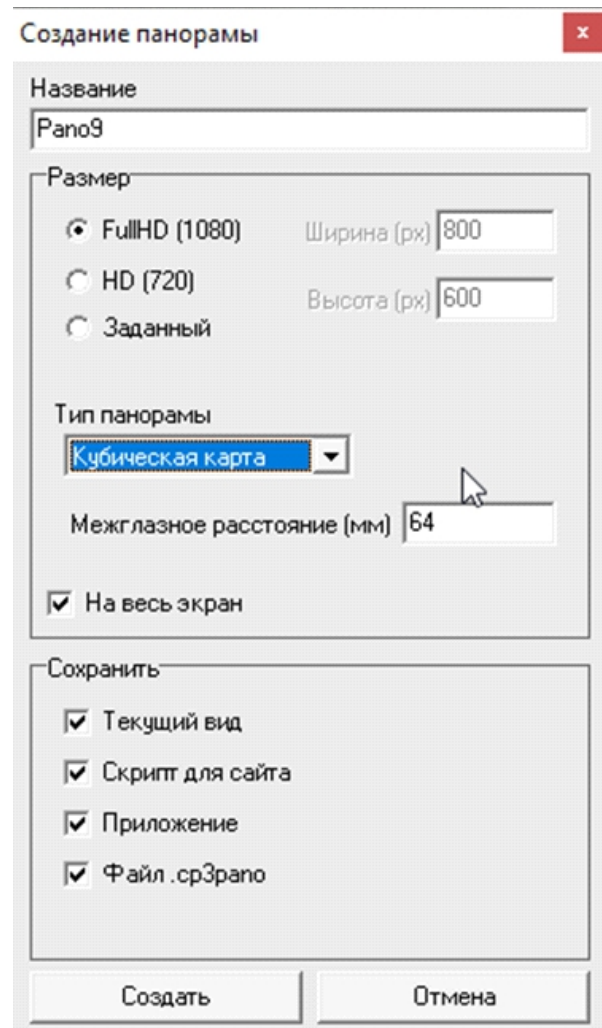 Создание панорамы
Название
Pano9
Размер
FullHD (1080)
Ширина (px) 800
HD (720)
Высота (px) 600
Заданный
Тип панорамы
Кубическая карта
Межглазное расстояние (мм) 64
На весь экран
Сохранить
Текущий вид
Скрипт для сайта
Приложение
Файл .cp3pano
Создать Отмена